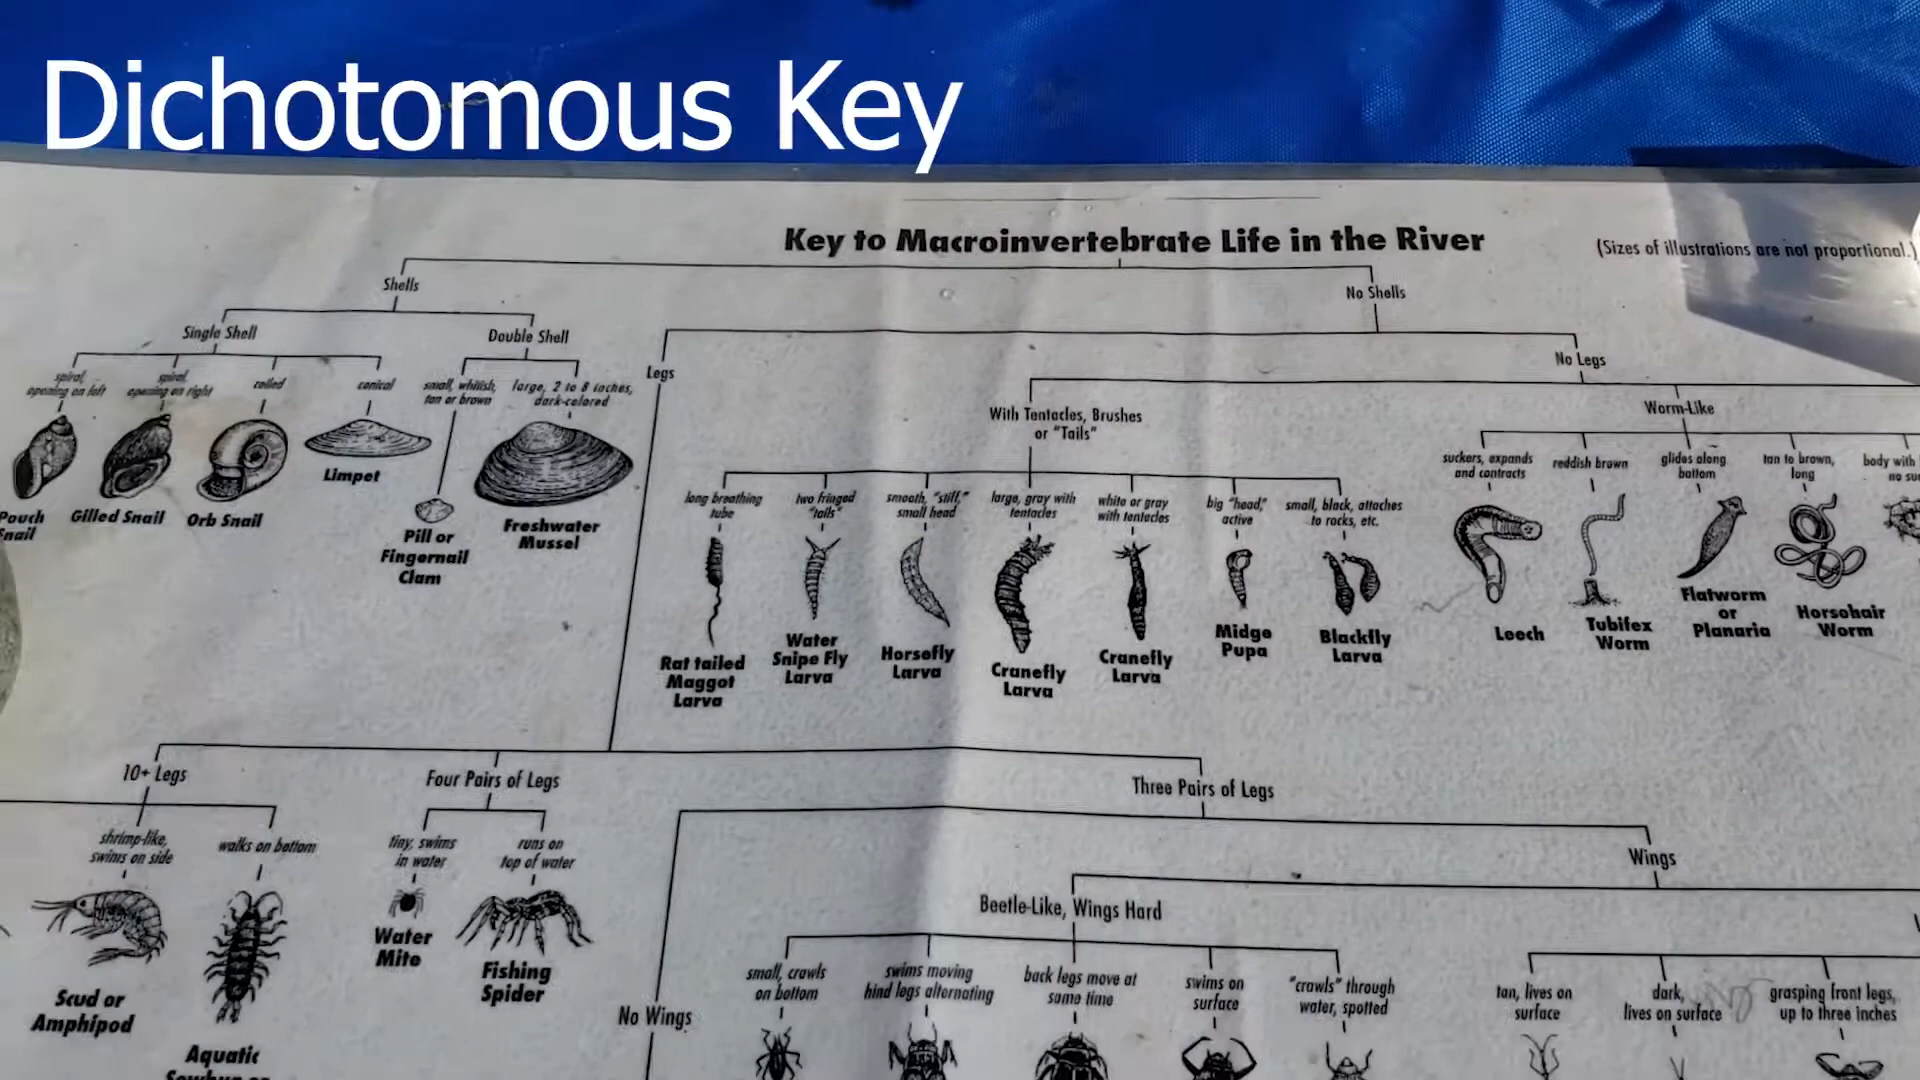 Dichotomous Key
Key to Macroinvertebrate Life in the River
(Sizes of illustrations are not proportional.)
Shells
No Shells
Single Shell
Double Shell
Legs
No Legs
spiral,
opening on left
spiral,
opening on right
coiled
conical
small, whitish,
tan or brown
large, 2 to 8 inches,
dark-colored
With Tentacles, Brushes
or "Tails"
Worm-Like
Pouch
Snail
Gilled Snail
Orb Snail
Limpet
Pill or
Fingernail
Clam
Freshwater
Mussel
long breathing
tube
two fringed
"tails"
smooth, "stiff,"
small head
large, gray with
tentacles
white or gray
with tentacles
big "head,"
active
small, black, attaches
to rocks, etc.
suckers, expands
and contracts
reddish brown
glides along
bottom
tan to brown,
long
body with
no
Rat tailed
Maggot
Larva
Water
Snipe Fly
Larva
Horsefly
Larva
Cranefly
Larva
Cranefly
Larva
Midge
Pupa
Blackfly
Larva
Leech
Tubifex
Worm
Flatworm
or
Planaria
Horsehair
Worm
10+ Legs
Four Pairs of Legs
Three Pairs of Legs
shrimp-like,
swims on side
walks on bottom
tiny, swims
in water
runs on
top of water
Scud or
Amphipod
Aquatic
Water
Mite
Fishing
Spider
No Wings
Wings
Beetle-Like, Wings Hard
small, crawls
on bottom
swims moving
hind legs alternating
back legs move at
same time
swims on
surface
"crawls" through
water, spotted
tan, lives on
surface
dark,
lives on surface
grasping front legs,
up to three inches